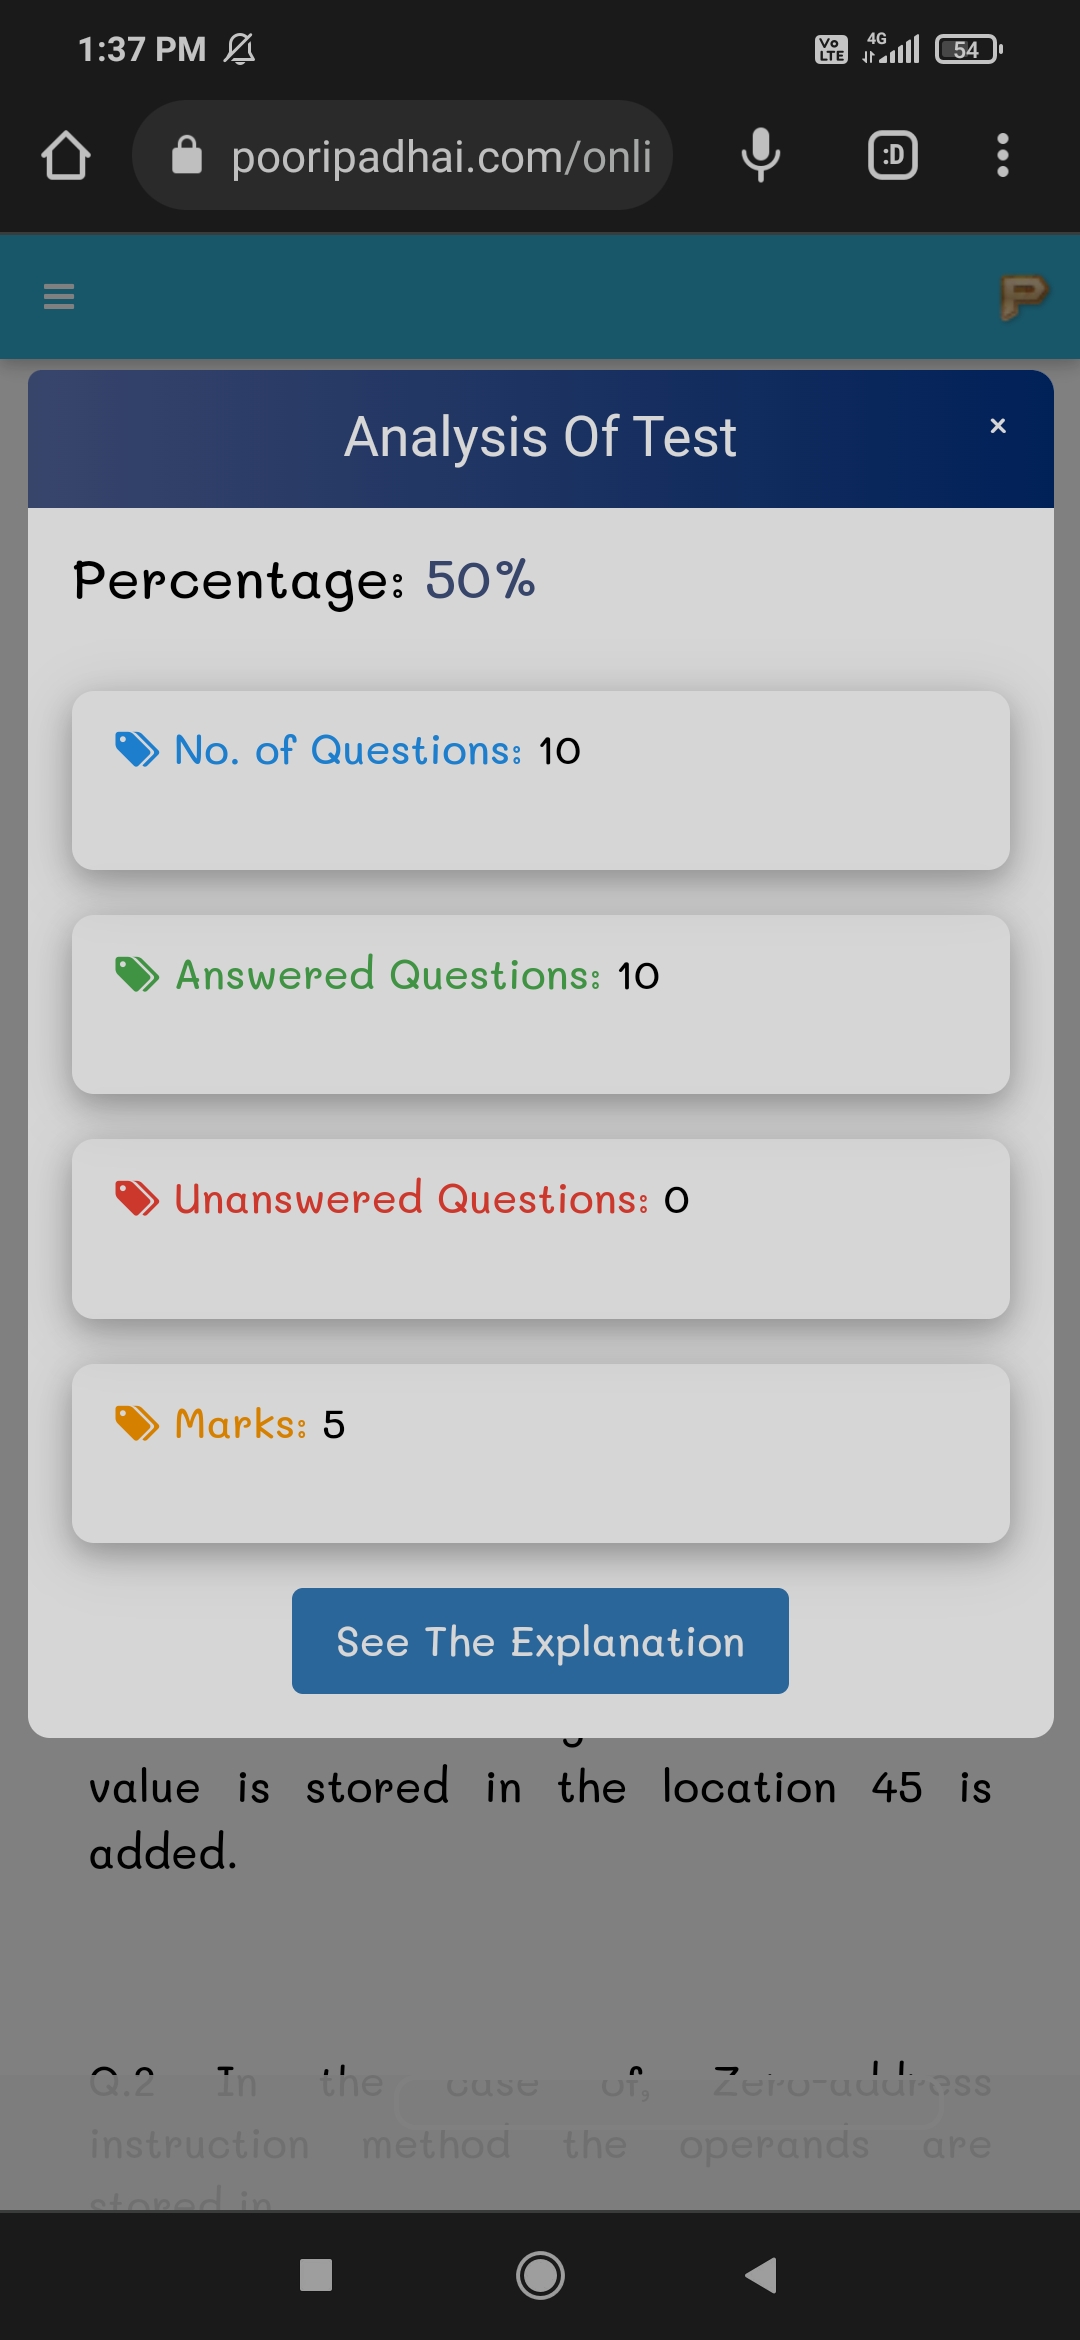 1:37 PM
Vo LTE 4G 54
pooripadhai.com/onli
:D
P
Analysis Of Test ×
Percentage: 50%
No. of Questions: 10
Answered Questions: 10
Unanswered Questions: 0
Marks: 5
See The Explanation
value is stored in the location 45 is
added.
Q.2 In the case of, Zero-address
instruction method the operands are
stored in